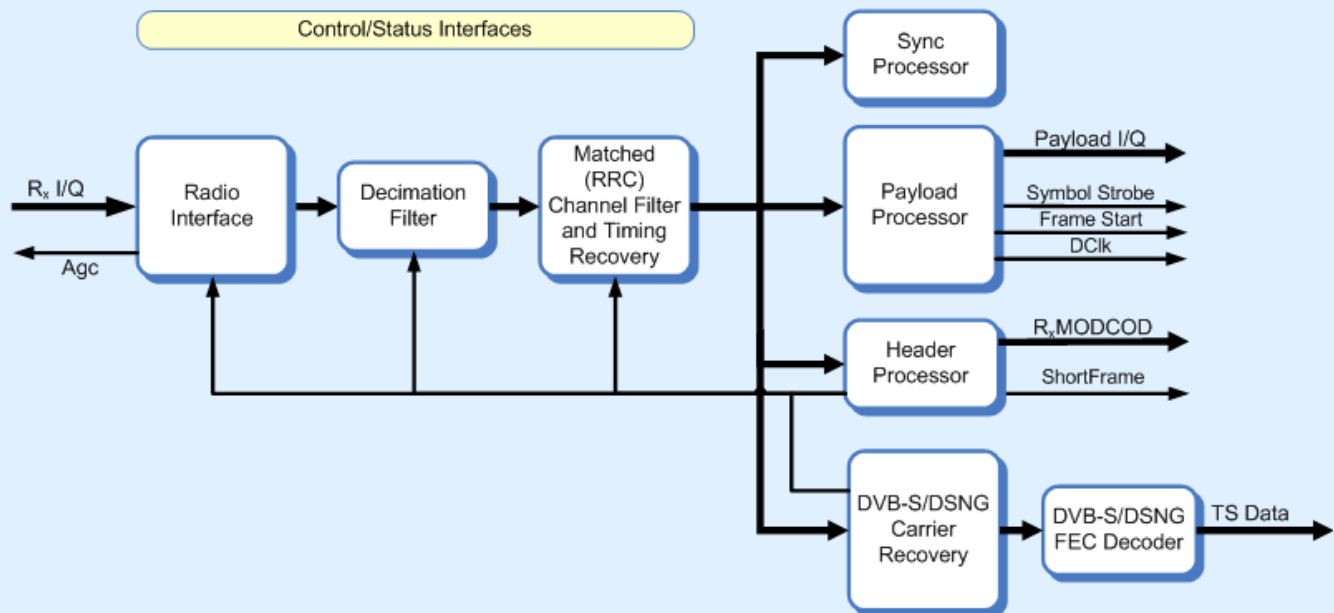 Control/Status Interfaces
Sync
Processor
Rₓ I/Q
Agc
Radio
Interface
Decimation
Filter
Matched
(RRC)
Channel Filter
and Timing
Recovery
Payload
Processor
Payload I/Q
Symbol Strobe
Frame Start
DClk
Header
Processor
RₓMODCOD
ShortFrame
DVB-S/DSNG
Carrier
Recovery
DVB-S/DSNG
FEC Decoder
TS Data